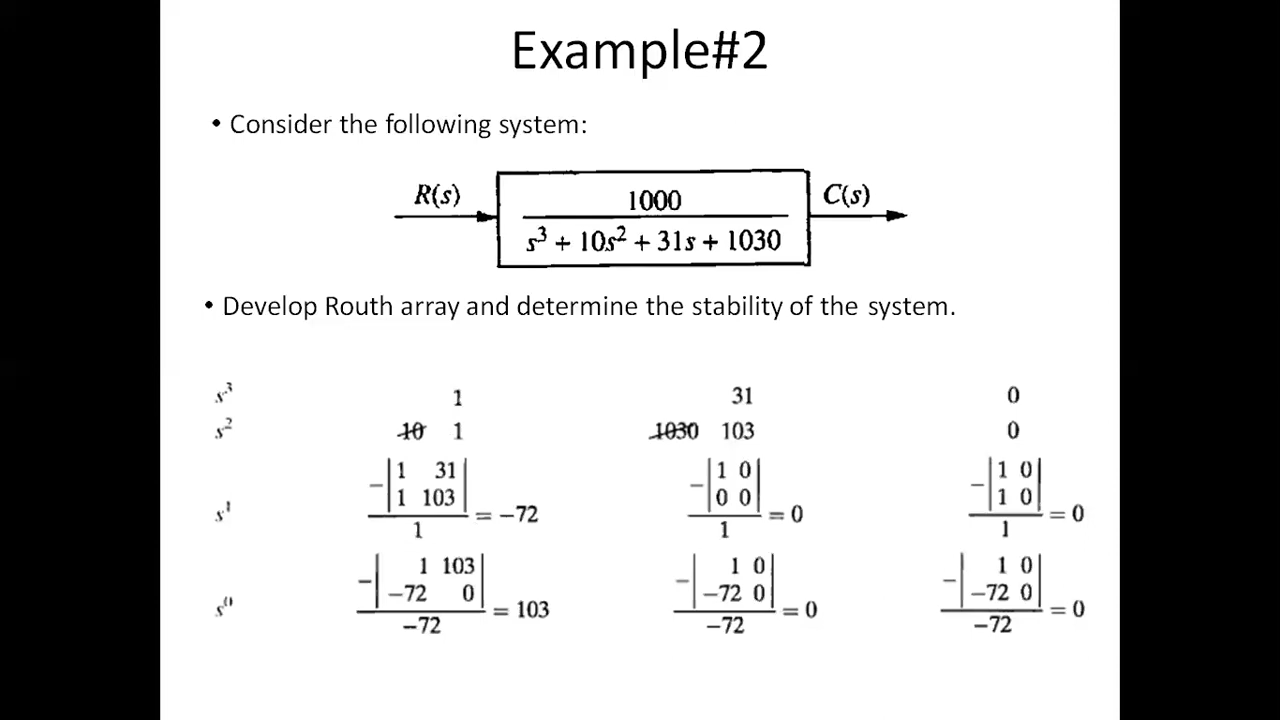 Example#2
• Consider the following system:
R(s)
1000
C(s)
s³ + 10s² + 31s + 1030
• Develop Routh array and determine the stability of the system.
s³ 1 31 0
s² 10 1 1030 103 0
−|1 31| −|1 0| −|1 0|
|1 103| |0 0| |1 0|
s¹ = −72 = 0 = 0
1 1 1
−|1 103| −|1 0| −|1 0|
|−72 0| |−72 0| |−72 0|
s⁰ = 103 = 0 = 0
−72 −72 −72